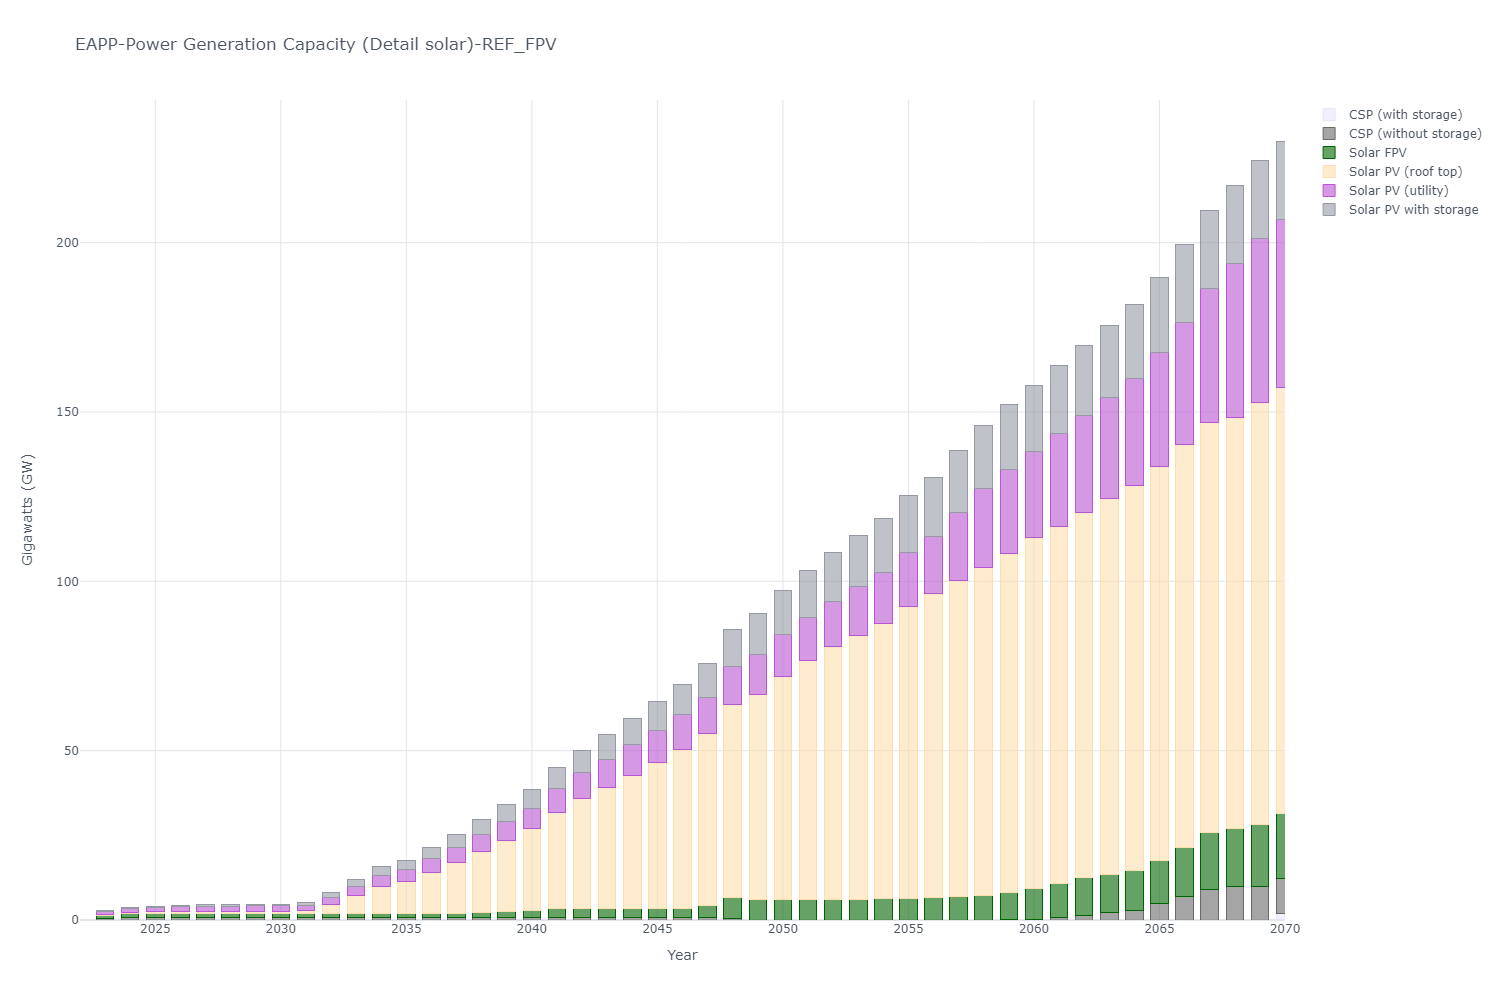 EAPP-Power Generation Capacity (Detail solar)-REF_FPV
CSP (with storage)
CSP (without storage)
Solar FPV
Solar PV (roof top)
Solar PV (utility)
Solar PV with storage
200
150
100
50
0
Gigawatts (GW)
2025
2030
2035
2040
2045
2050
2055
2060
2065
2070
Year